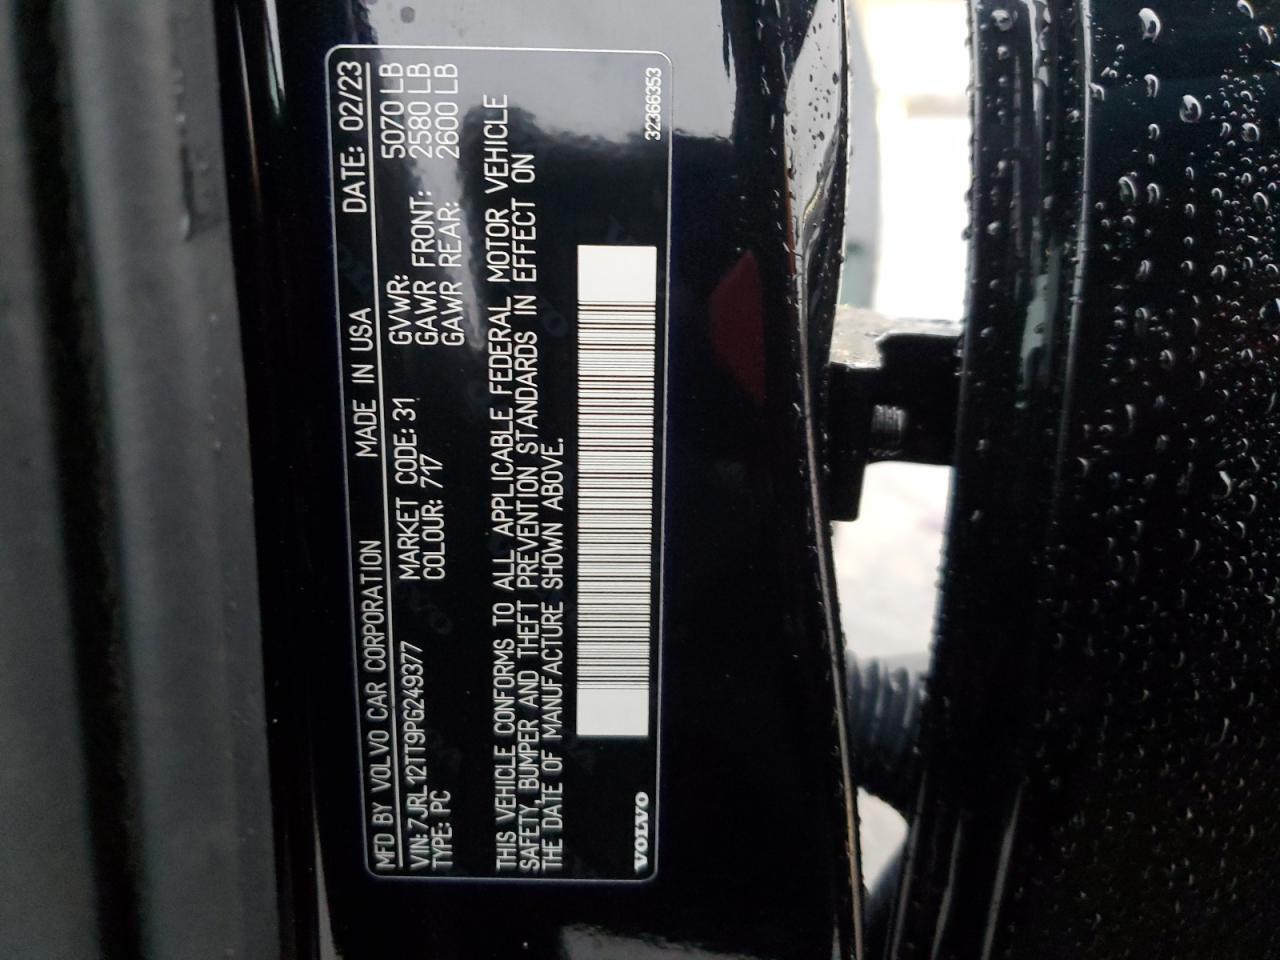 MFD BY VOLVO CAR CORPORATION MADE IN USA DATE: 02/23
VIN: 7JRL12TT9PG249377 MARKET CODE: 31 GVWR: 5070 LB
TYPE: PC COLOUR: 717 GAWR FRONT: 2580 LB
GAWR REAR: 2600 LB
THIS VEHICLE CONFORMS TO ALL APPLICABLE FEDERAL MOTOR VEHICLE
SAFETY, BUMPER AND THEFT PREVENTION STANDARDS IN EFFECT ON
THE DATE OF MANUFACTURE SHOWN ABOVE.
VOLVO 32366353